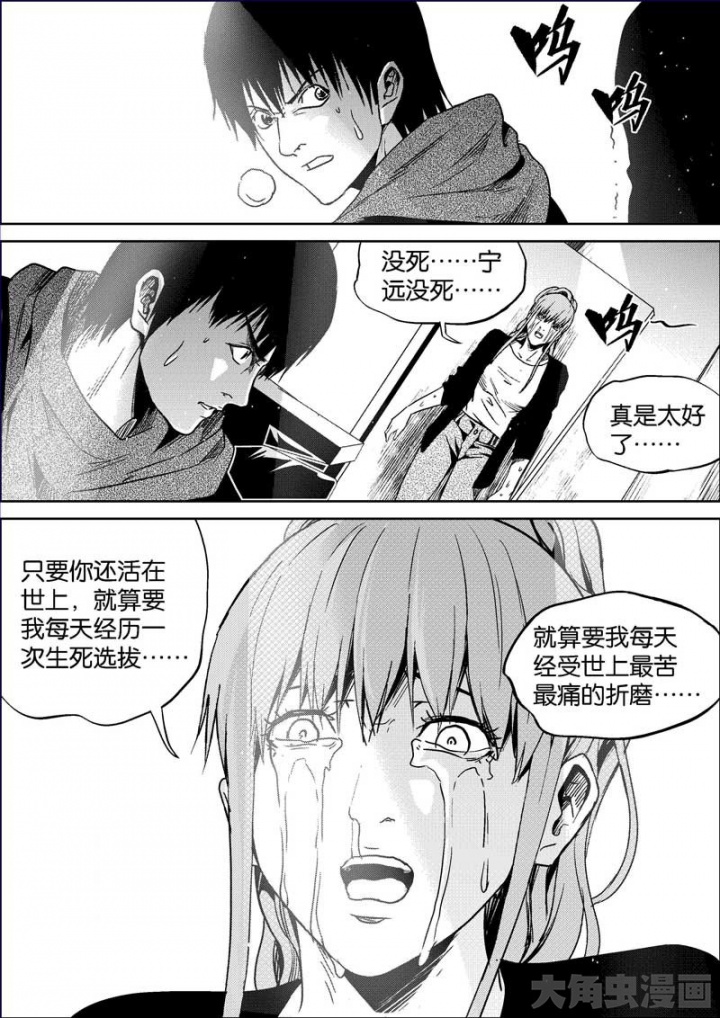 呜
呜
没死……宁
远没死……
呜
真是太好
了……
只要你还活在
世上，就算要
我每天经历一
次生死选拔……
就算要我每天
经受世上最苦
最痛的折磨……
大角虫漫画